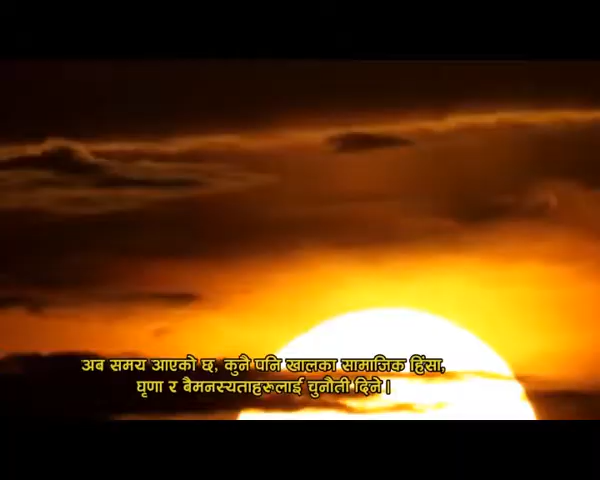 अब समय आएको छ, कुनै पनि खालका सामाजिक हिंसा,
घृणा र बैमनस्यताहरूलाई चुनौती दिने ।